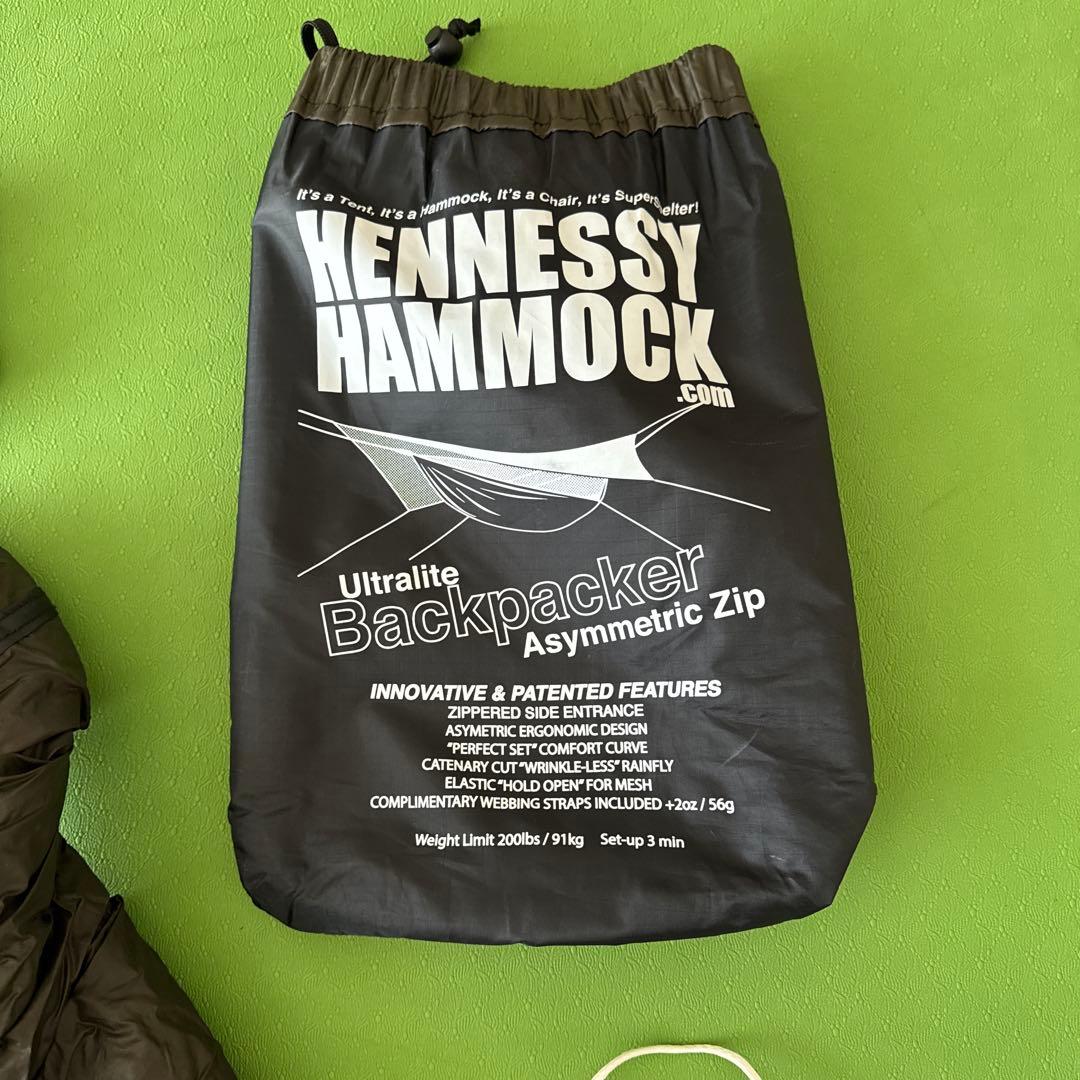 It's a Tent, It's a Hammock, It's a Chair, It's Super elter!
HENNESSY
HAMMOCK
.com
Ultralite
Backpacker
Asymmetric Zip
INNOVATIVE & PATENTED FEATURES
ZIPPERED SIDE ENTRANCE
ASYMETRIC ERGONOMIC DESIGN
"PERFECT SET" COMFORT CURVE
CATENARY CUT "WRINKLE-LESS" RAINFLY
ELASTIC "HOLD OPEN" FOR MESH
COMPLIMENTARY WEBBING STRAPS INCLUDED +2oz / 56g
Weight Limit 200lbs / 91kg Set-up 3 min